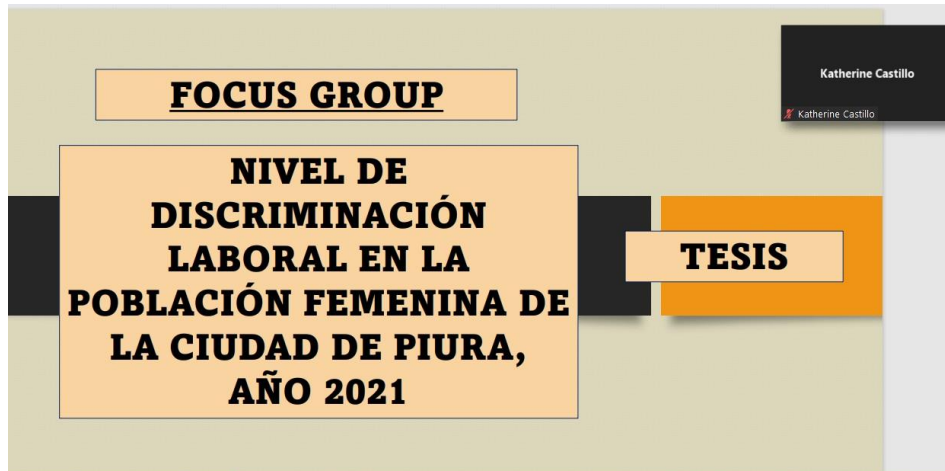 FOCUS GROUP
Katherine Castillo
Katherine Castillo
NIVEL DE
DISCRIMINACIÓN
LABORAL EN LA
POBLACIÓN FEMENINA DE
LA CIUDAD DE PIURA,
AÑO 2021
TESIS